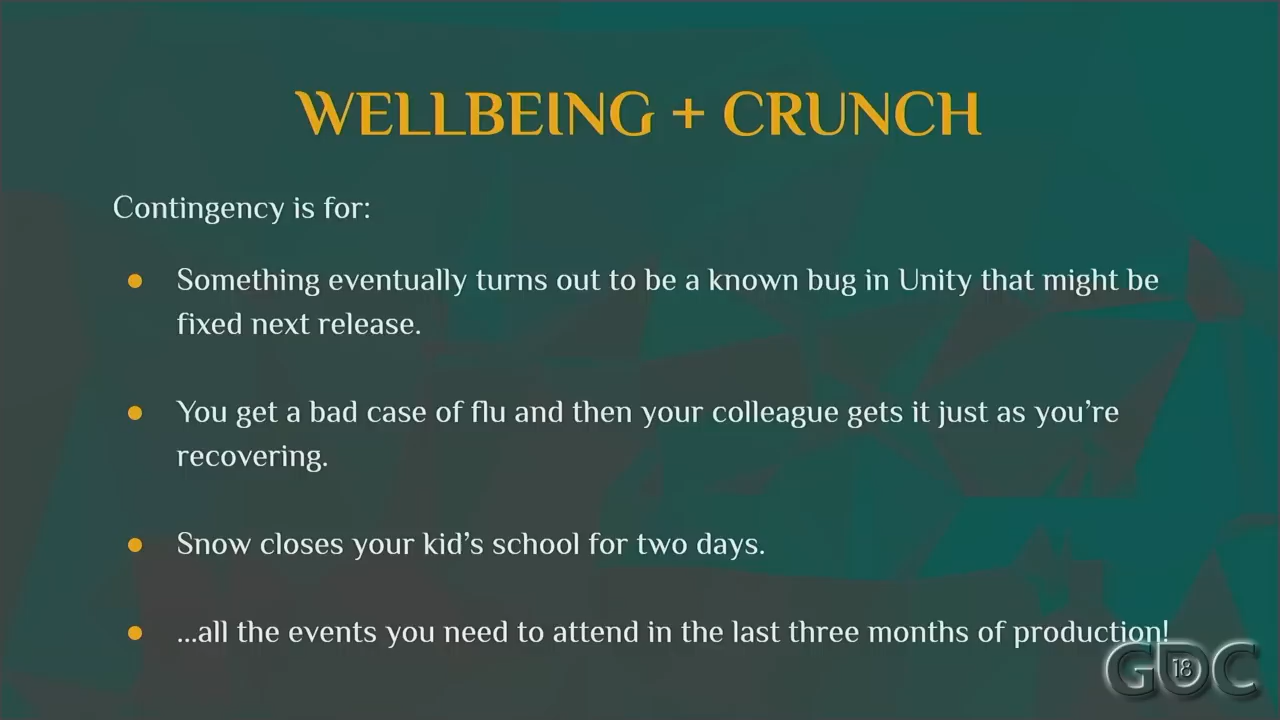 WELLBEING + CRUNCH
Contingency is for:
● Something eventually turns out to be a known bug in Unity that might be
fixed next release.
● You get a bad case of flu and then your colleague gets it just as you’re
recovering.
● Snow closes your kid’s school for two days.
● ...all the events you need to attend in the last three months of production!
GDC
18